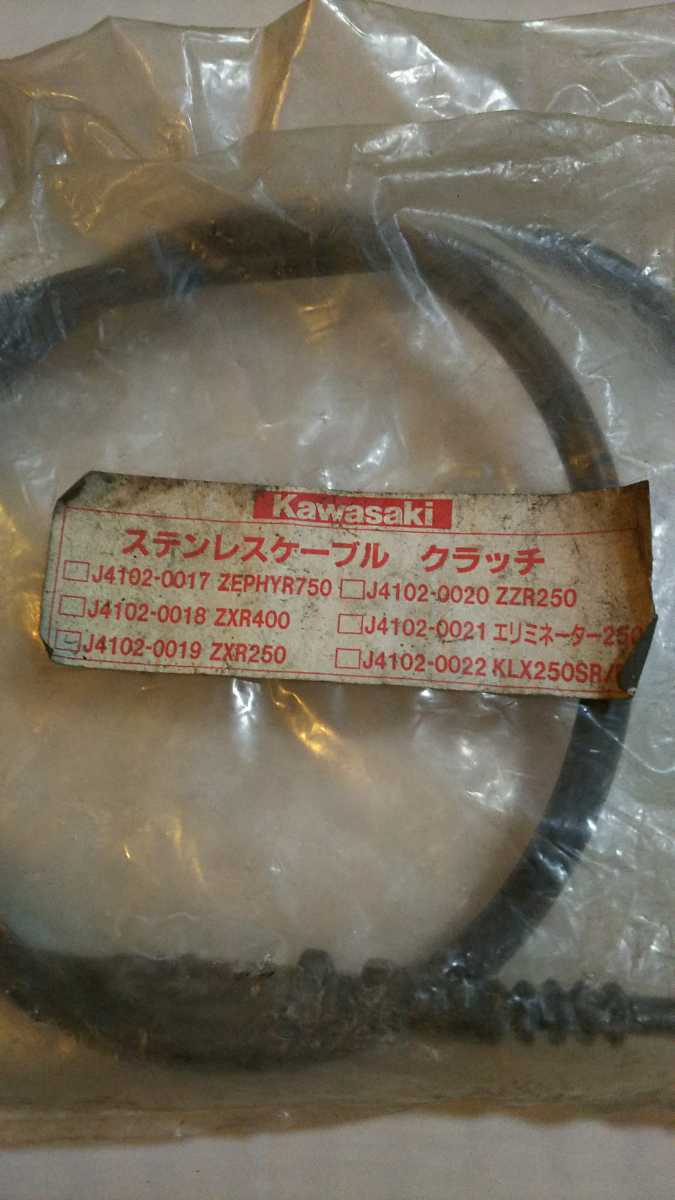 Kawasaki
ステンレスケーブル クラッチ
□J4102-0017 ZEPHYR750 □J4102-0020 ZZR250
□J4102-0018 ZXR400 □J4102-0021 エリミネーター250
□J4102-0019 ZXR250 □J4102-0022 KLX250SR/